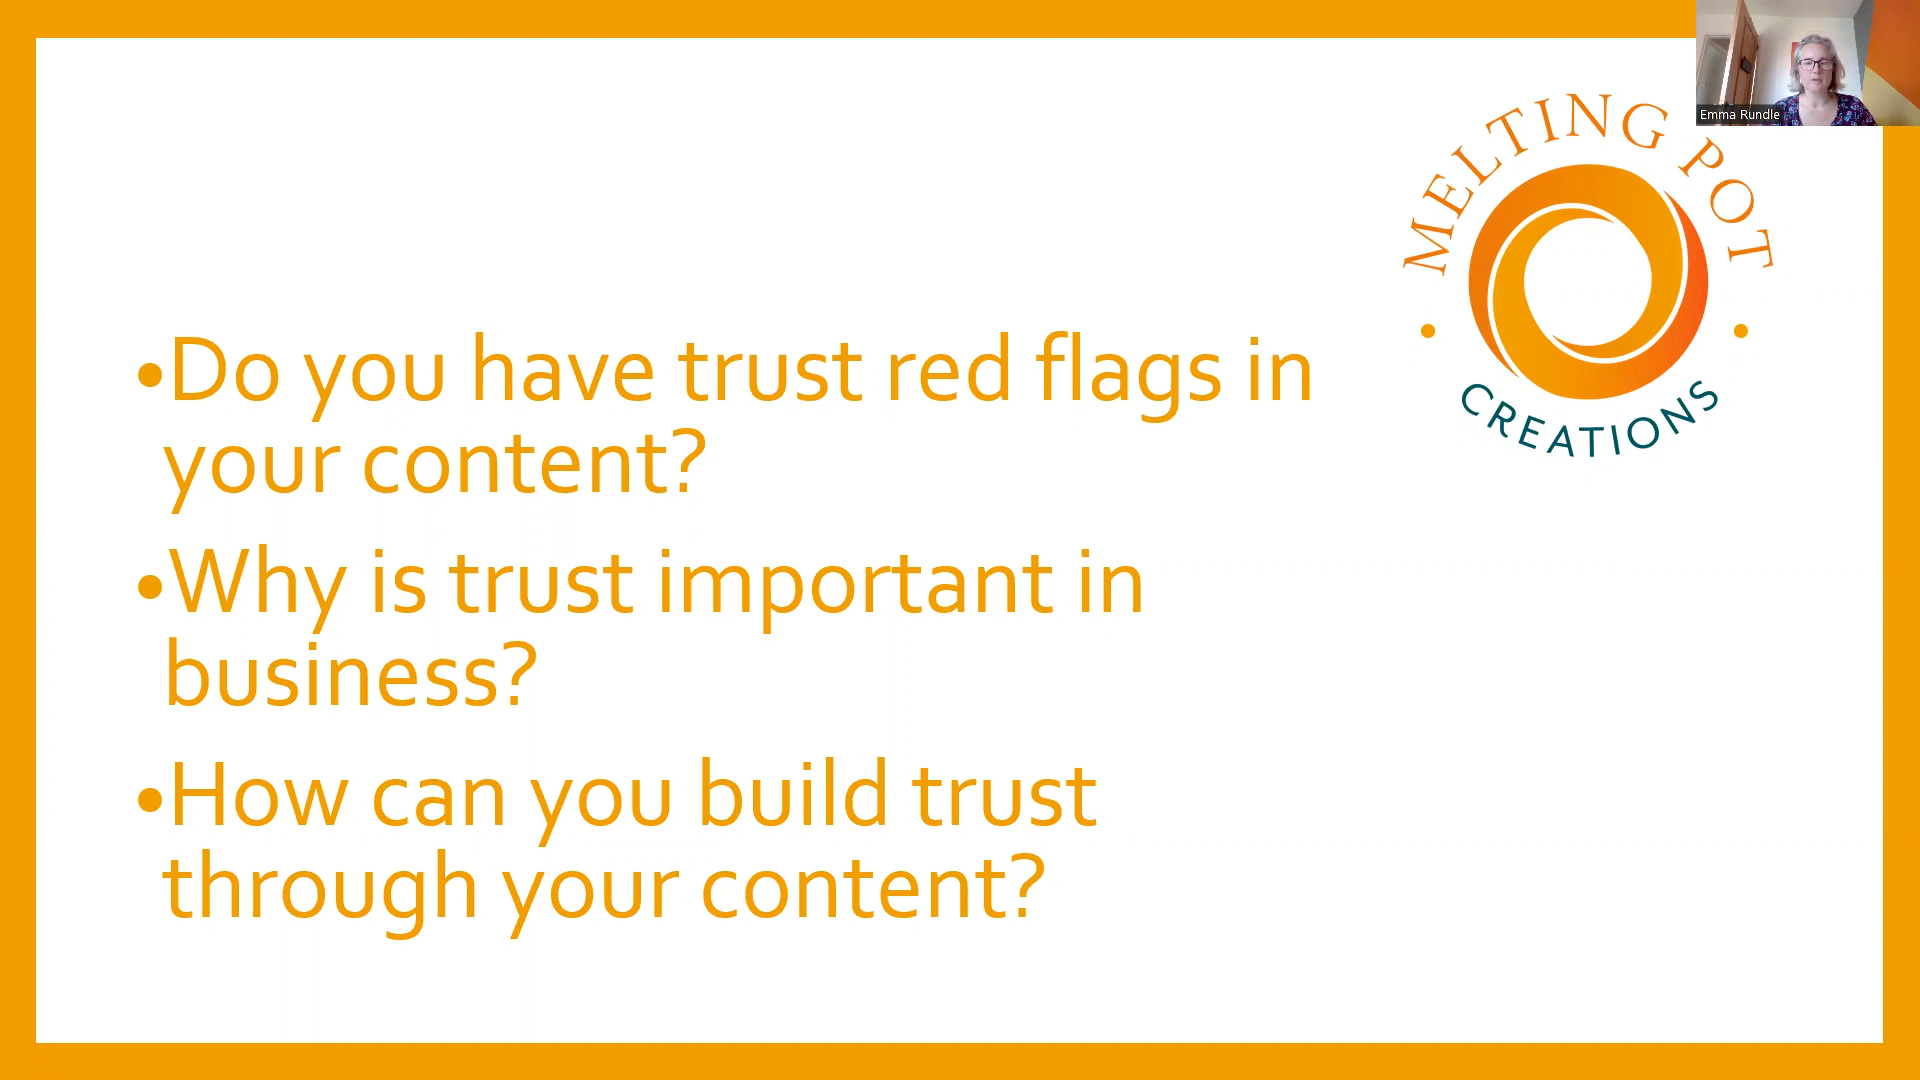 Emma Rundle
MELTING POT
CREATIONS
•Do you have trust red flags in
your content?
•Why is trust important in
business?
•How can you build trust
through your content?